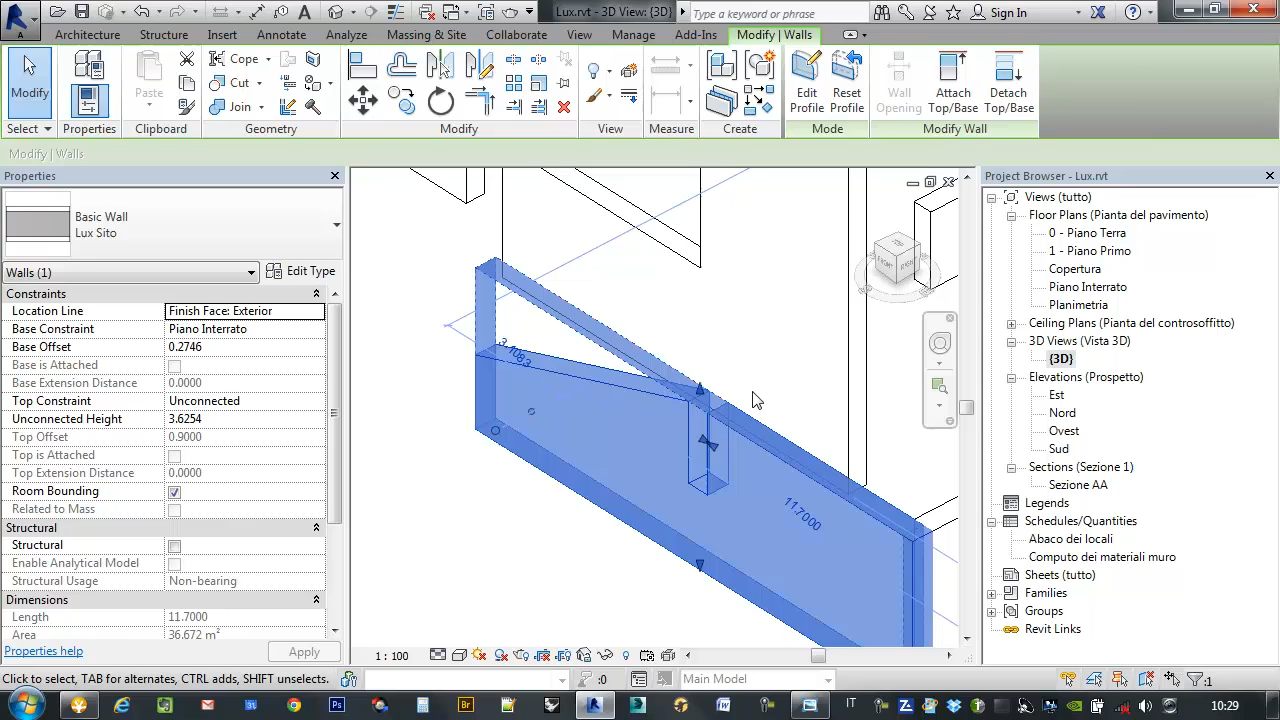 Lux.rvt - 3D View: {3D}
Type a keyword or phrase
Sign In
Architecture
Structure
Insert
Annotate
Analyze
Massing & Site
Collaborate
View
Manage
Add-Ins
Modify | Walls
Modify
Paste
Cope
Cut
Join
Edit Profile
Reset Profile
Wall Opening
Attach Top/Base
Detach Top/Base
Select
Properties
Clipboard
Geometry
Modify
View
Measure
Create
Mode
Modify Wall
Modify | Walls
Properties
Basic Wall
Lux Sito
Walls (1)
Edit Type
Constraints
Location Line Finish Face: Exterior
Base Constraint Piano Interrato
Base Offset 0.2746
Base is Attached
Base Extension Distance 0.0000
Top Constraint Unconnected
Unconnected Height 3.6254
Top Offset 0.9000
Top is Attached
Top Extension Distance 0.0000
Room Bounding
Related to Mass
Structural
Structural
Enable Analytical Model
Structural Usage Non-bearing
Dimensions
Length 11.7000
Area 36.672 m²
Properties help
Apply
3.1083
11.7000
TOP
FRONT
RIGHT
1 : 100
Project Browser - Lux.rvt
Views (tutto)
Floor Plans (Pianta del pavimento)
0 - Piano Terra
1 - Piano Primo
Copertura
Piano Interrato
Planimetria
Ceiling Plans (Pianta del controsoffitto)
3D Views (Vista 3D)
{3D}
Elevations (Prospetto)
Est
Nord
Ovest
Sud
Sections (Sezione 1)
Sezione AA
Legends
Schedules/Quantities
Abaco dei locali
Computo dei materiali muro
Sheets (tutto)
Families
Groups
Revit Links
Click to select, TAB for alternates, CTRL adds, SHIFT unselects.
:0
Main Model
:1
Ps
Br
IT
10:29